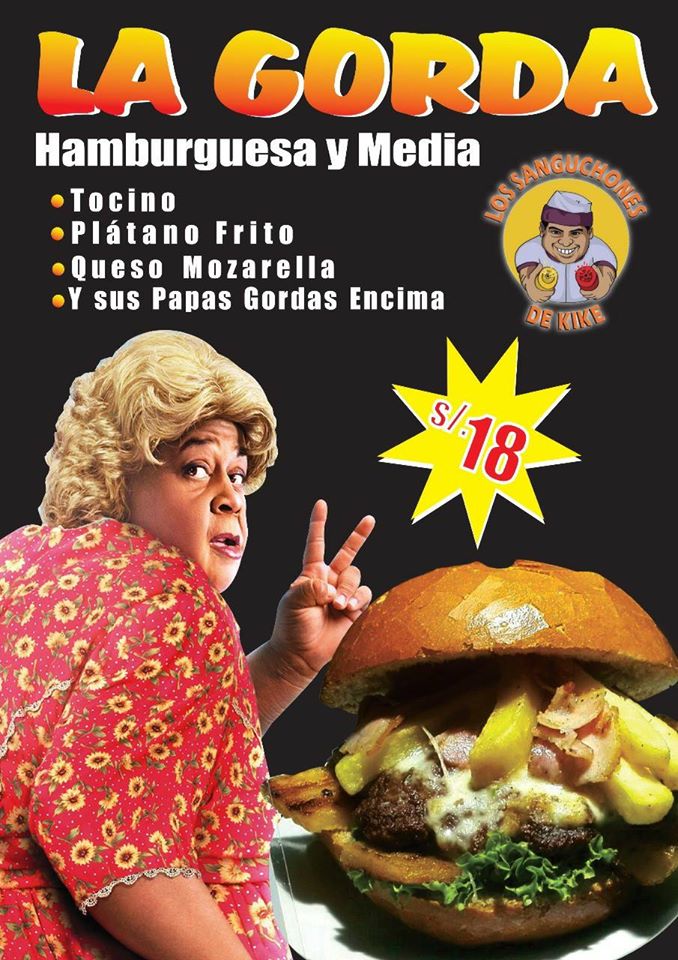 LA GORDA
Hamburguesa y Media
Tocino
Plátano Frito
Queso Mozarella
Y sus Papas Gordas Encima
LOS SANGUCHONES
DE KIKE
S/.18